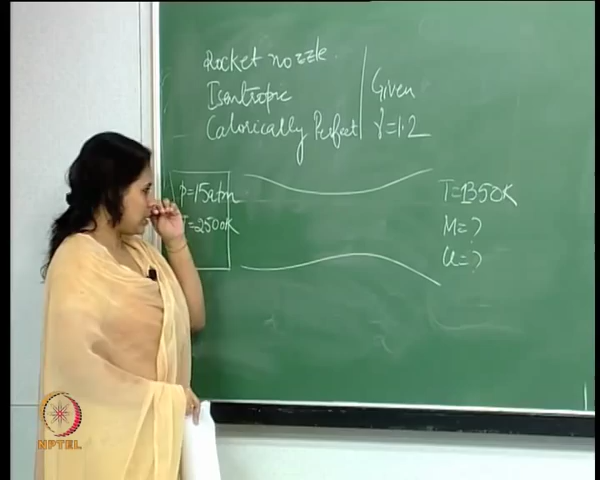 Rocket nozzle.
Isentropic
Calorically Perfect
Given
γ=1.2
p=15atm
T=2500K
T=1350K
M=?
u=?
NPTEL